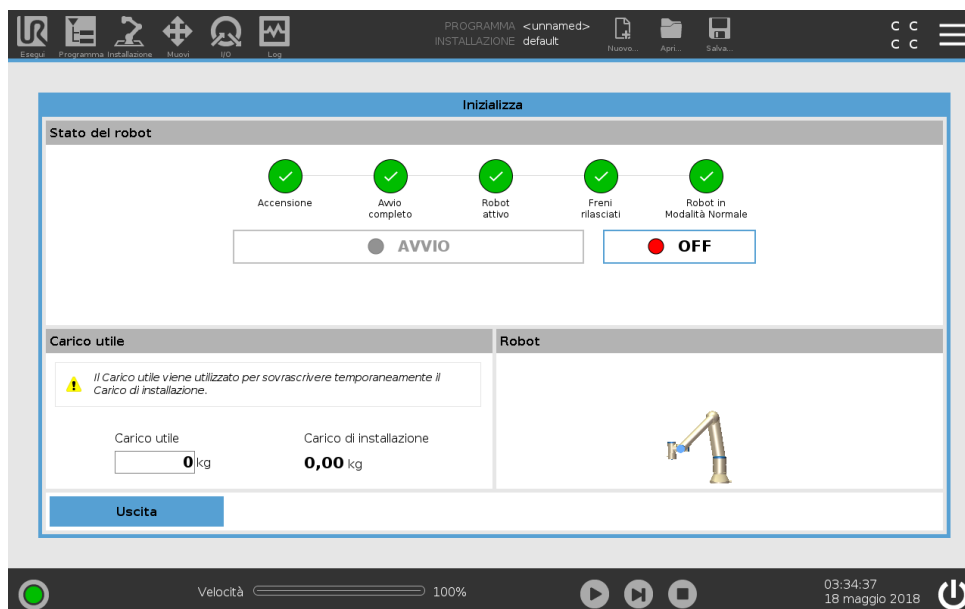 UR
PROGRAMMA <unnamed>
INSTALLAZIONE default
Esegui Programma Installazione Muovi I/O Log Nuovo... Apri... Salva...
C C
C C
Inizializza
Stato del robot
Accensione
Avvio
completo
Robot
attivo
Freni
rilasciati
Robot in
Modalità Normale
AVVIO
OFF
Carico utile
Robot
Il Carico utile viene utilizzato per sovrascrivere temporaneamente il
Carico di installazione.
Carico utile
0 kg
Carico di installazione
0,00 kg
Uscita
Velocità 100%
03:34:37
18 maggio 2018